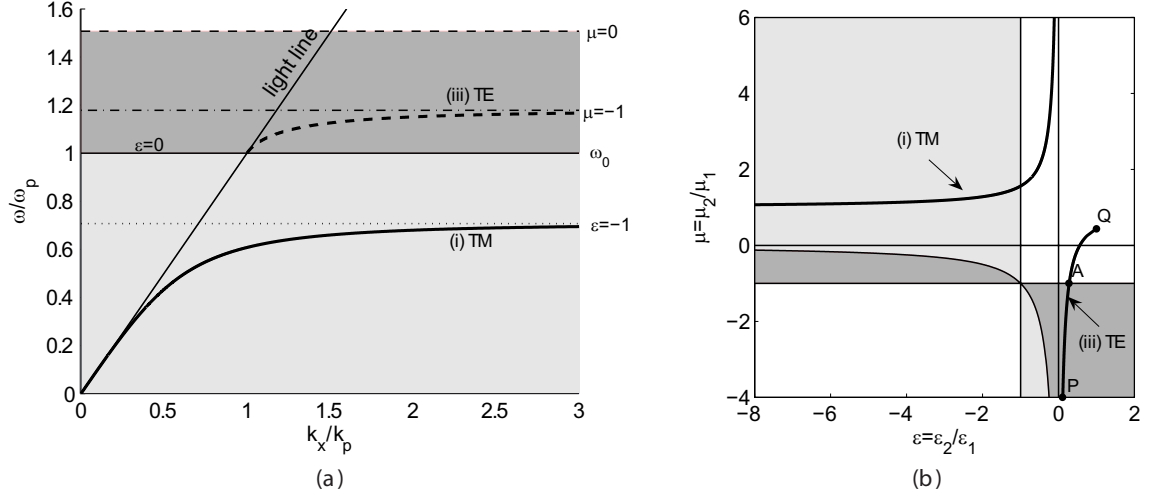 1.6
1.4
1.2
1
0.8
0.6
0.4
0.2
0
ω/ω_p
0 0.5 1 1.5 2 2.5 3
k_x/k_p
light line
(iii) TE
ε=0
(i) TM
μ=0
μ=−1
ω_0
ε=−1
(a)
6
4
2
0
−2
−4
μ=μ_2/μ_1
−8 −6 −4 −2 0 2
ε=ε_2/ε_1
(i) TM
Q
A
(iii) TE
P
(b)